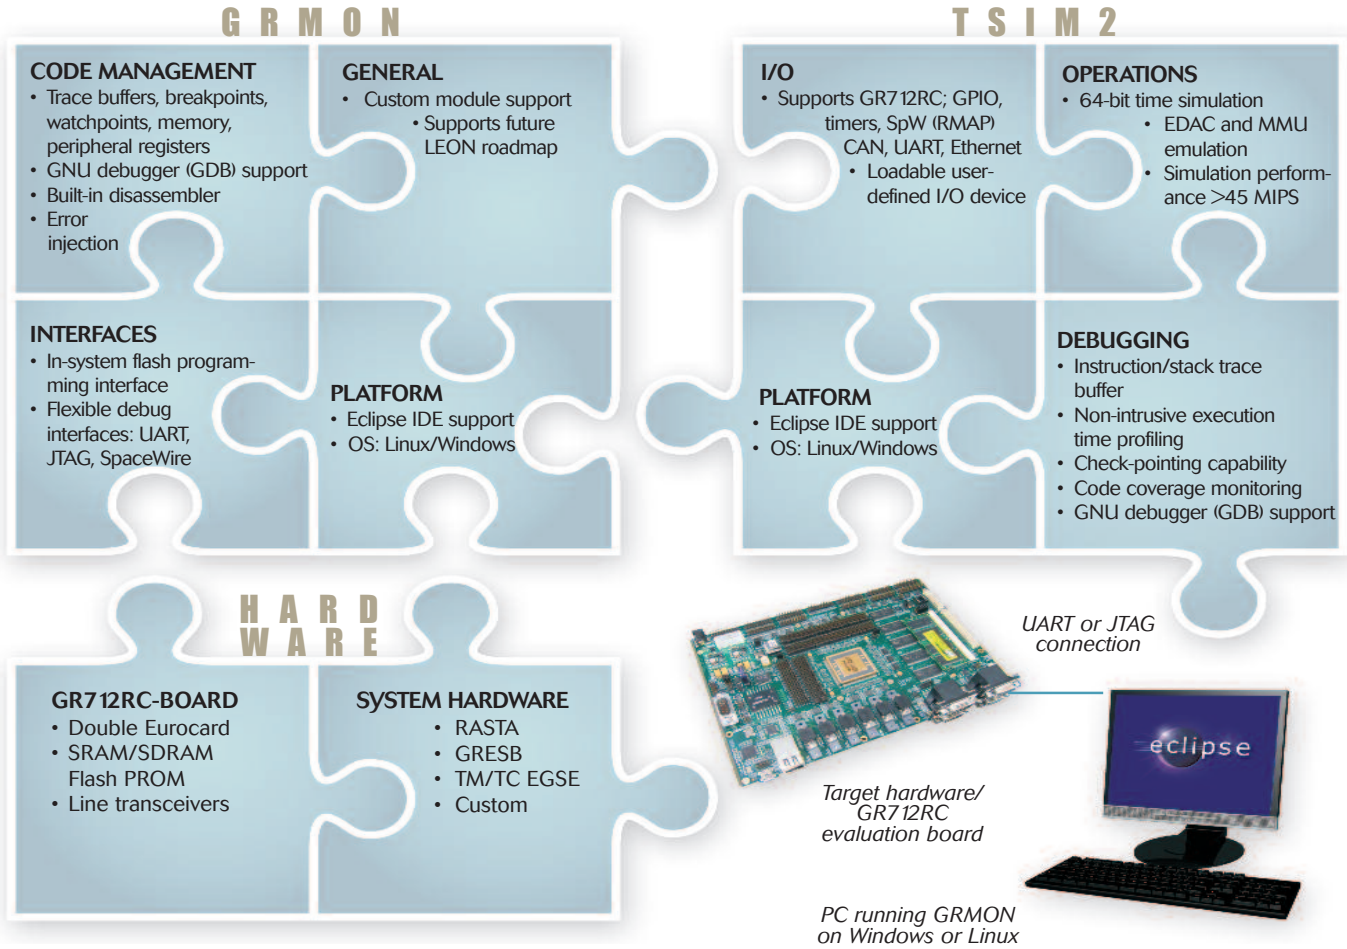 GRMON
CODE MANAGEMENT
• Trace buffers, breakpoints,
watchpoints, memory,
peripheral registers
• GNU debugger (GDB) support
• Built-in disassembler
• Error
injection
GENERAL
• Custom module support
• Supports future
LEON roadmap
INTERFACES
• In-system flash program-
ming interface
• Flexible debug
interfaces: UART,
JTAG, SpaceWire
PLATFORM
• Eclipse IDE support
• OS: Linux/Windows
TSIM2
I/O
• Supports GR712RC; GPIO,
timers, SpW (RMAP)
CAN, UART, Ethernet
• Loadable user-
defined I/O device
OPERATIONS
• 64-bit time simulation
• EDAC and MMU
emulation
• Simulation perform-
ance >45 MIPS
PLATFORM
• Eclipse IDE support
• OS: Linux/Windows
DEBUGGING
• Instruction/stack trace
buffer
• Non-intrusive execution
time profiling
• Check-pointing capability
• Code coverage monitoring
• GNU debugger (GDB) support
HARD
WARE
GR712RC-BOARD
• Double Eurocard
• SRAM/SDRAM
Flash PROM
• Line transceivers
SYSTEM HARDWARE
• RASTA
• GRESB
• TM/TC EGSE
• Custom
UART or JTAG
connection
eclipse
Target hardware/
GR712RC
evaluation board
PC running GRMON
on Windows or Linux